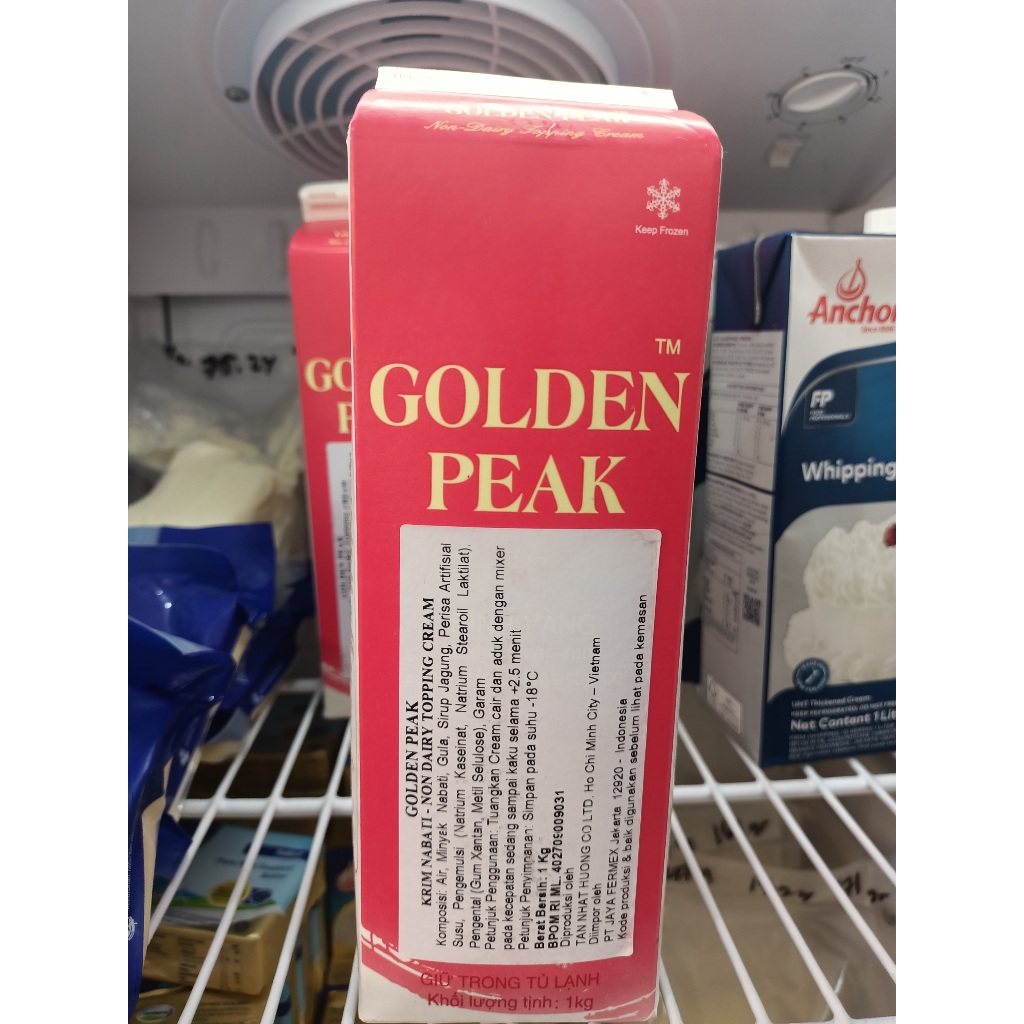 GOLDEN PEAK
Non-Dairy Topping Cream
Keep Frozen
TM
GOLDEN
PEAK
GOLDEN PEAK
KRIM NABATI - NON DAIRY TOPPING CREAM
Komposisi: Air, Minyak Nabati, Gula, Sirup Jagung, Perisa Artifisial
Susu, Pengemulsi (Natrium Kaseinat, Natrium Stearoil Laktilat),
Pengental (Gum Xantan, Metil Selulose), Garam
Petunjuk Penggunaan: Tuangkan Cream cair dan aduk dengan mixer
pada kecepatan sedang sampai kaku selama +2.5 menit
Petunjuk Penyimpanan: Simpan pada suhu -18°C
Berat Bersih: 1 Kg
BPOM RI ML. 402709009031
Diproduksi oleh
TAN NHAT HUONG CO LTD, Ho Chi Minh City – Vietnam
Diimpor oleh
PT JAYA FERMEX Jakarta 12920 - Indonesia
Kode produksi & baik digunakan sebelum lihat pada kemasan
GIỮ TRONG TỦ LẠNH
Khối lượng tịnh: 1kg
GO
P
Anchor
Since 1886
FP
Whipping
Net Content 1 Lit